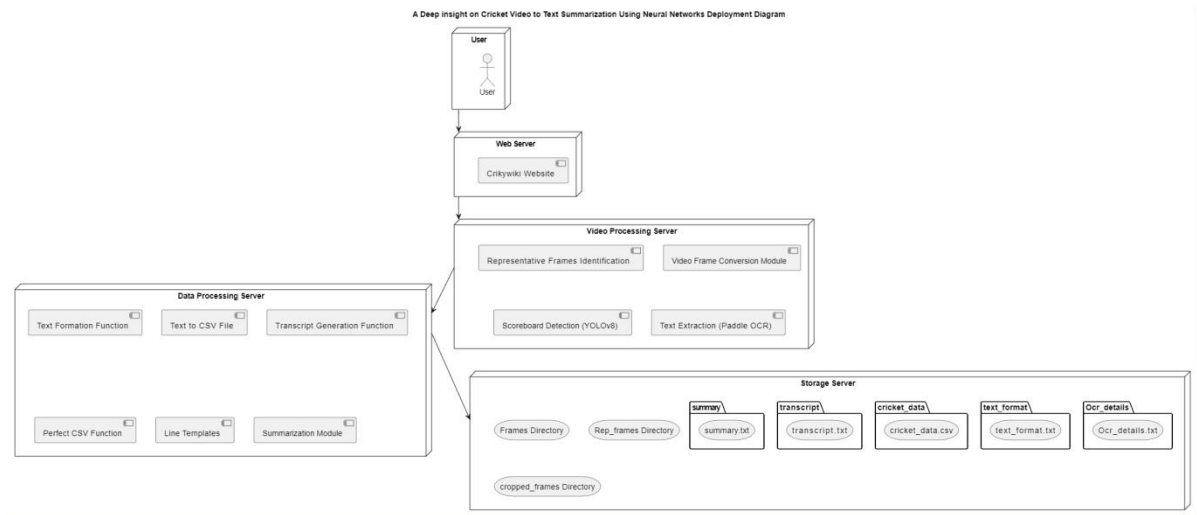 A Deep insight on Cricket Video to Text Summarization Using Neural Networks Deployment Diagram
User
User
Web Server
Crikywiki Website
Video Processing Server
Representative Frames Identification
Video Frame Conversion Module
Scoreboard Detection (YOLOv8)
Text Extraction (Paddle OCR)
Data Processing Server
Text Formation Function
Text to CSV File
Transcript Generation Function
Perfect CSV Function
Line Templates
Summarization Module
Storage Server
Frames Directory
Rep_frames Directory
summary
summary.txt
transcript
transcript.txt
cricket_data
cricket_data.csv
text_format
text_format.txt
Ocr_details
Ocr_details.txt
cropped_frames Directory